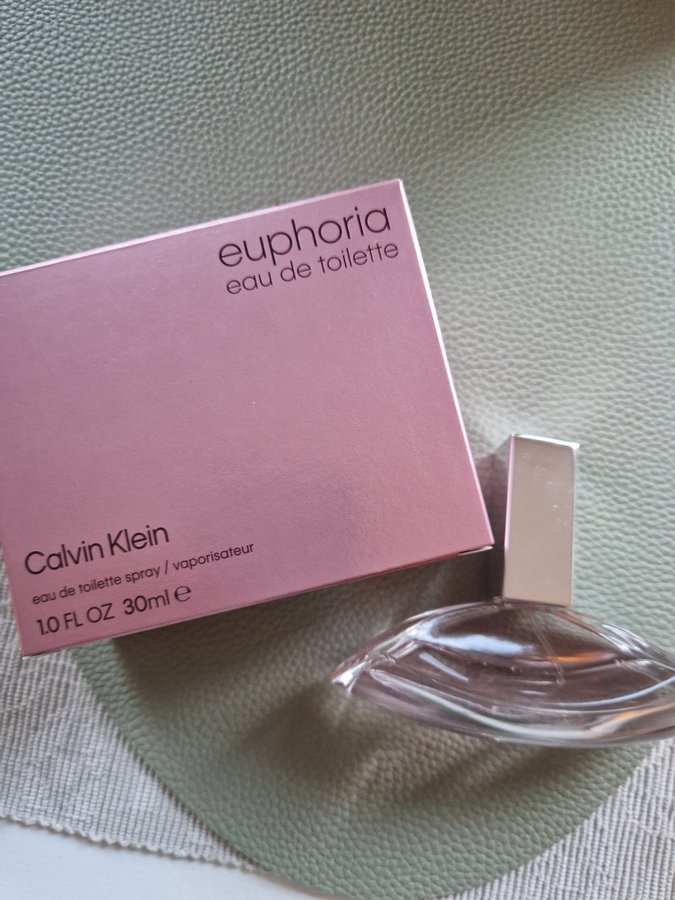 euphoria
eau de toilette
Calvin Klein
eau de toilette spray / vaporisateur
1.0 FL OZ 30ml ℮